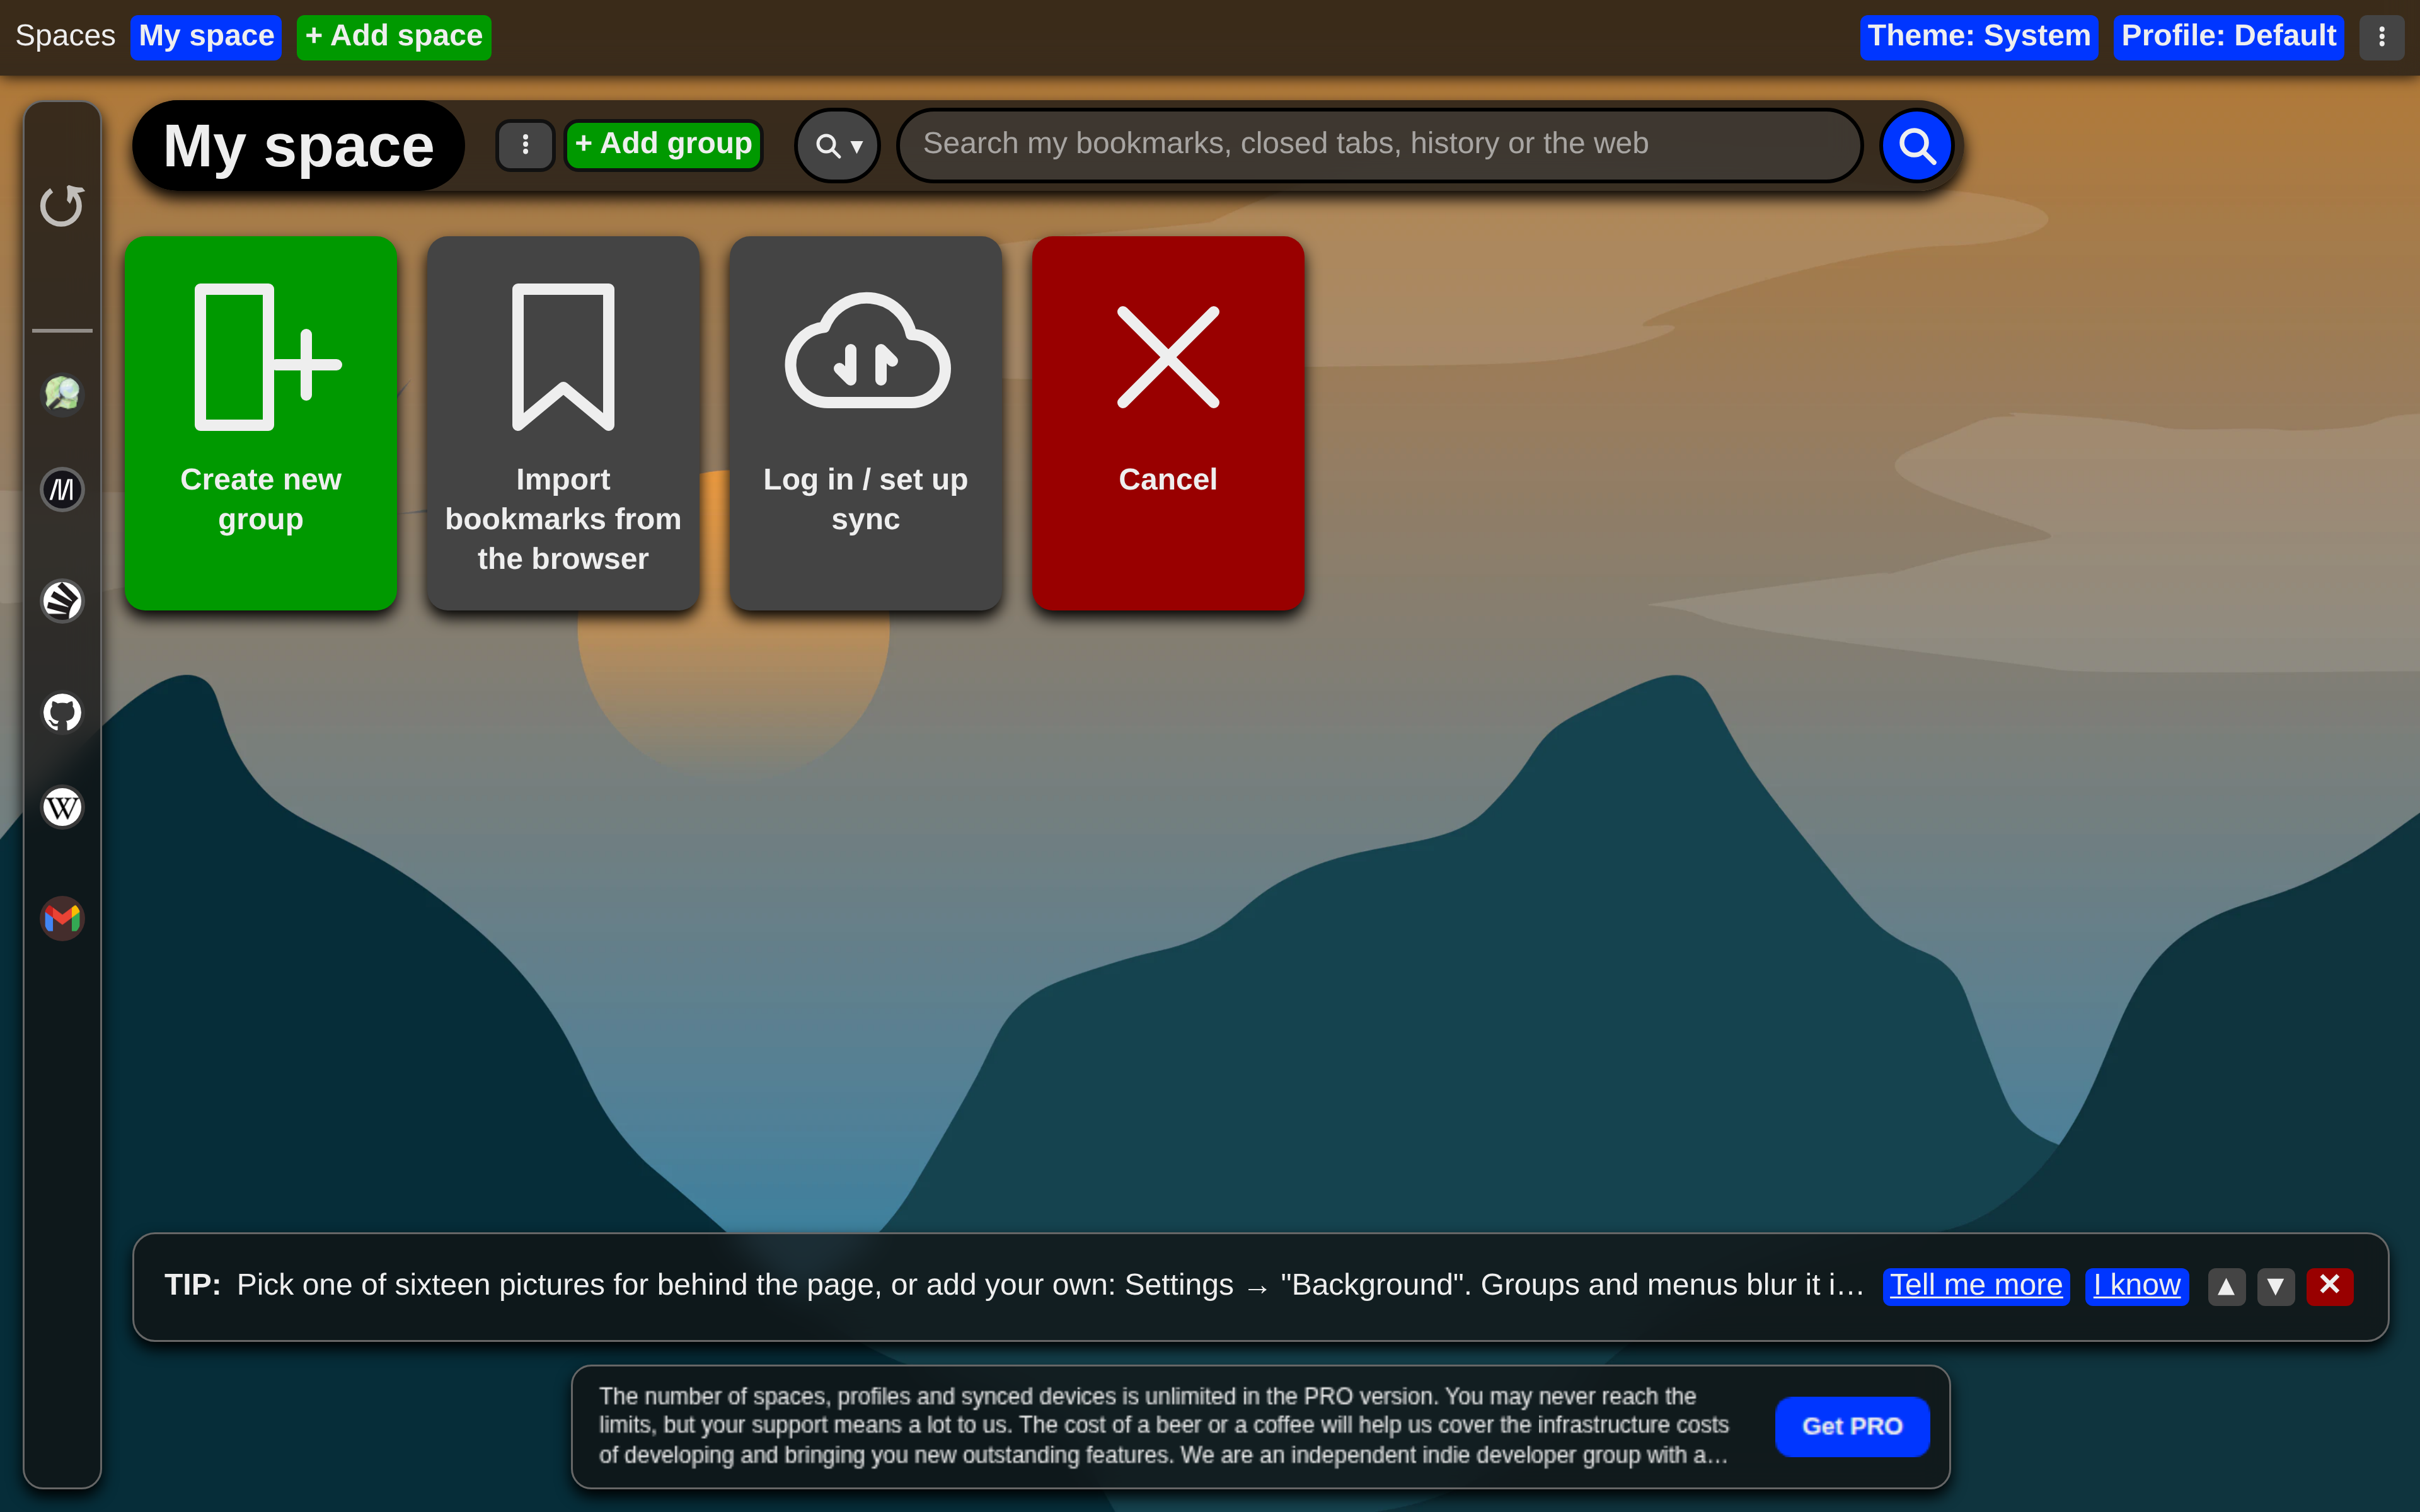 Spaces My space + Add space Theme: System Profile: Default
My space + Add group Search my bookmarks, closed tabs, history or the web
Create new
group
Import
bookmarks from
the browser
Log in / set up
sync
Cancel
TIP: Pick one of sixteen pictures for behind the page, or add your own: Settings → "Background". Groups and menus blur it i… Tell me more I know
The number of spaces, profiles and synced devices is unlimited in the PRO version. You may never reach the
limits, but your support means a lot to us. The cost of a beer or a coffee will help us cover the infrastructure costs
of developing and bringing you new outstanding features. We are an independent indie developer group with a…
Get PRO